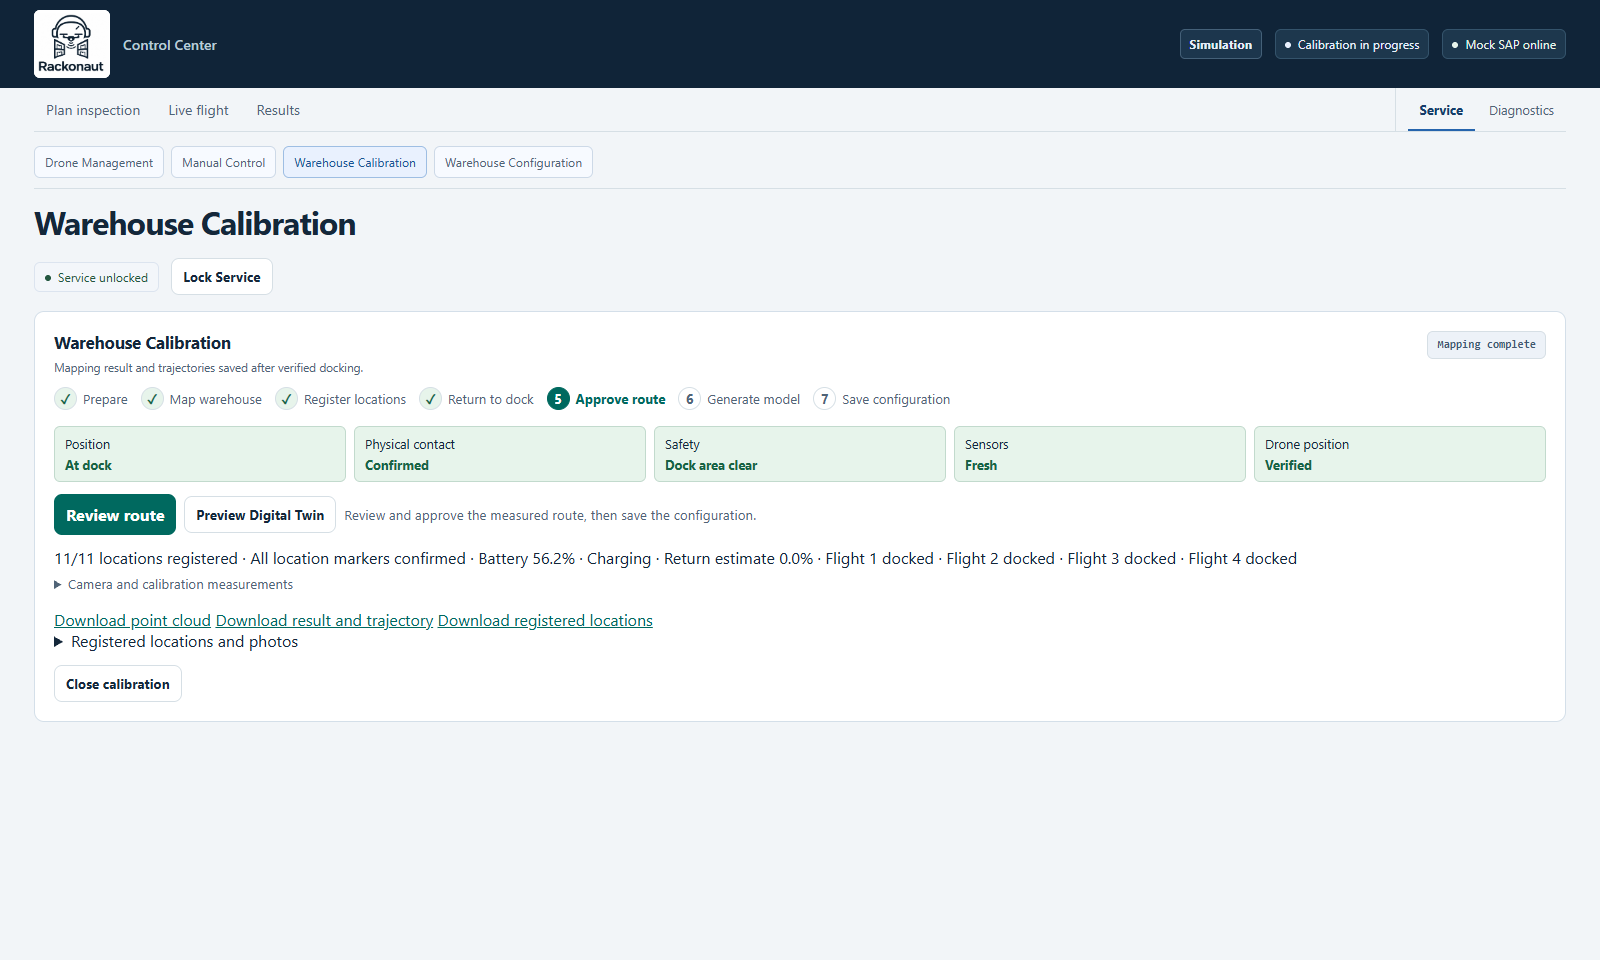 Rackonaut
Control Center
Simulation
Calibration in progress
Mock SAP online
Plan inspection
Live flight
Results
Service
Diagnostics
Drone Management
Manual Control
Warehouse Calibration
Warehouse Configuration
Warehouse Calibration
Service unlocked
Lock Service
Warehouse Calibration
Mapping complete
Mapping result and trajectories saved after verified docking.
✓ Prepare
✓ Map warehouse
✓ Register locations
✓ Return to dock
5 Approve route
6 Generate model
7 Save configuration
Position
At dock
Physical contact
Confirmed
Safety
Dock area clear
Sensors
Fresh
Drone position
Verified
Review route
Preview Digital Twin
Review and approve the measured route, then save the configuration.
11/11 locations registered · All location markers confirmed · Battery 56.2% · Charging · Return estimate 0.0% · Flight 1 docked · Flight 2 docked · Flight 3 docked · Flight 4 docked
Camera and calibration measurements
Download point cloud Download result and trajectory Download registered locations
Registered locations and photos
Close calibration